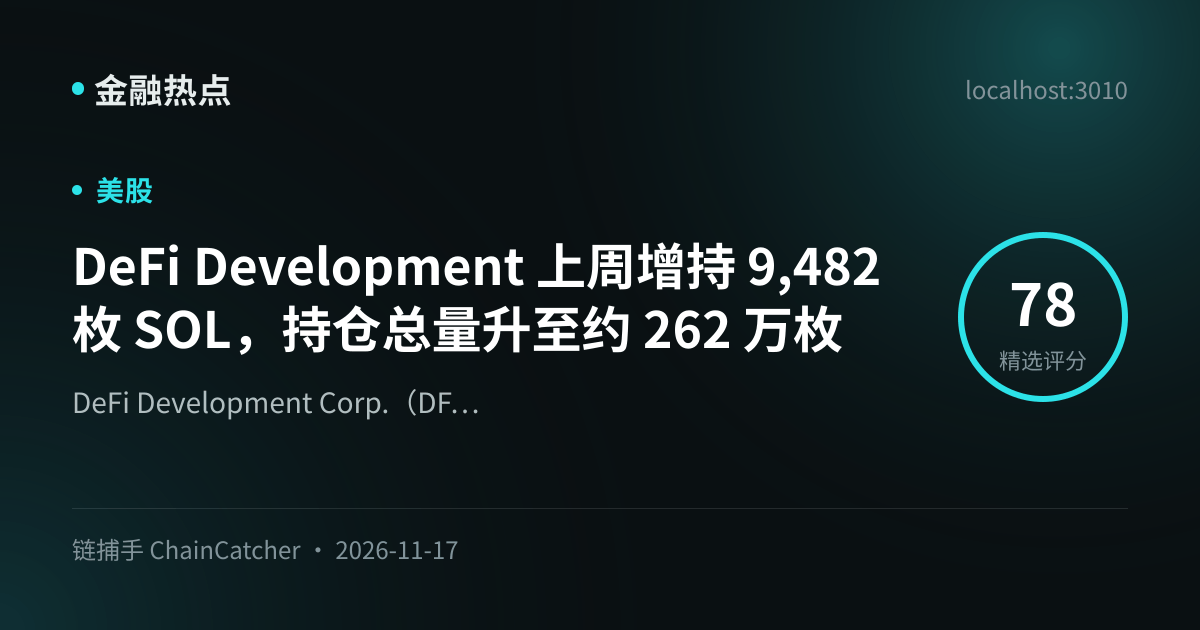 金融热点
localhost:3010
美股
DeFi Development 上周增持 9,482
枚 SOL，持仓总量升至约 262 万枚
78
精选评分
DeFi Development Corp.（DF…
链捕手 ChainCatcher · 2026-11-17